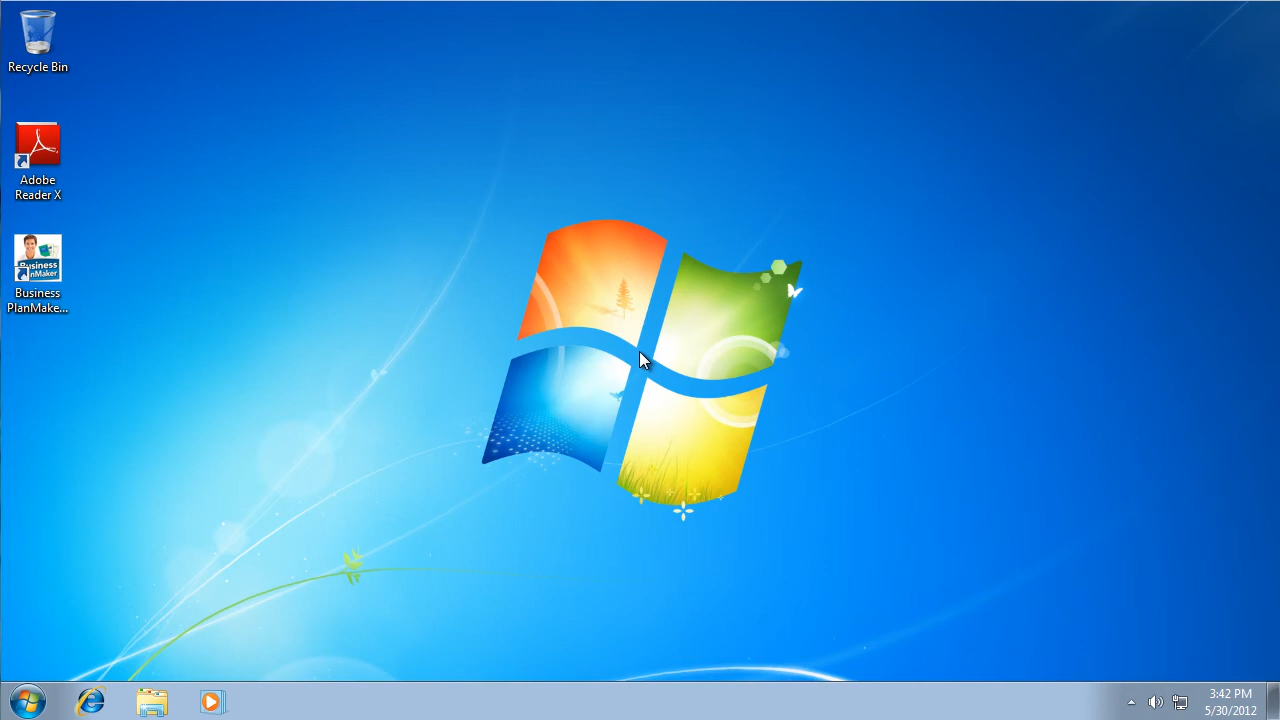 Recycle Bin
Adobe
Reader X
Business
PlanMaker
Business
PlanMake...
3:42 PM
5/30/2012